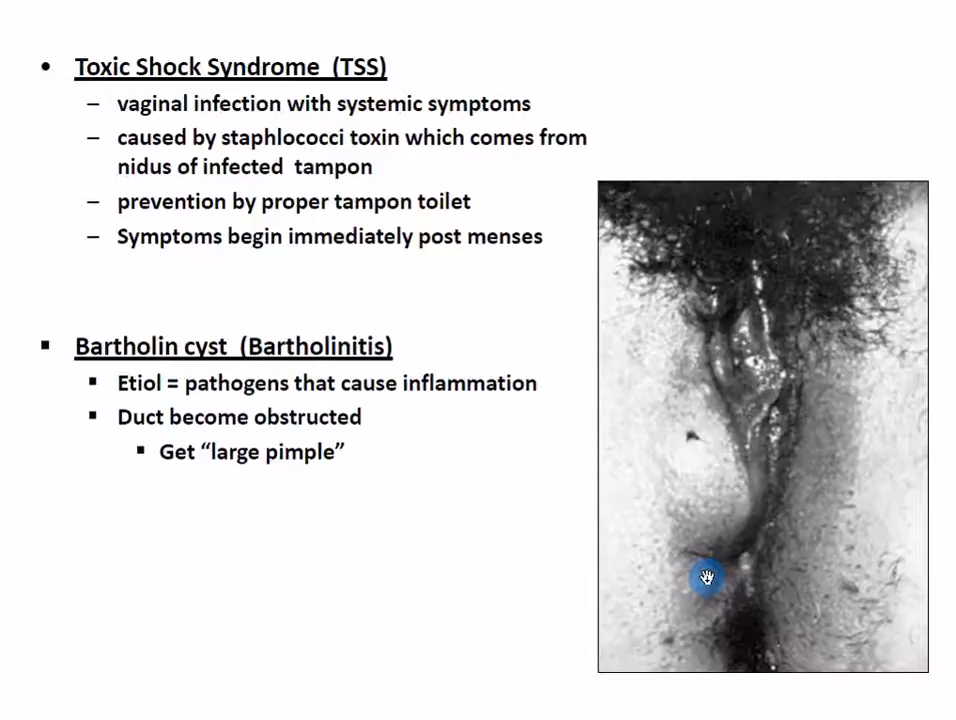 • Toxic Shock Syndrome (TSS)
– vaginal infection with systemic symptoms
– caused by staphlococci toxin which comes from
nidus of infected tampon
– prevention by proper tampon toilet
– Symptoms begin immediately post menses
▪ Bartholin cyst (Bartholinitis)
▪ Etiol = pathogens that cause inflammation
▪ Duct become obstructed
▪ Get “large pimple”